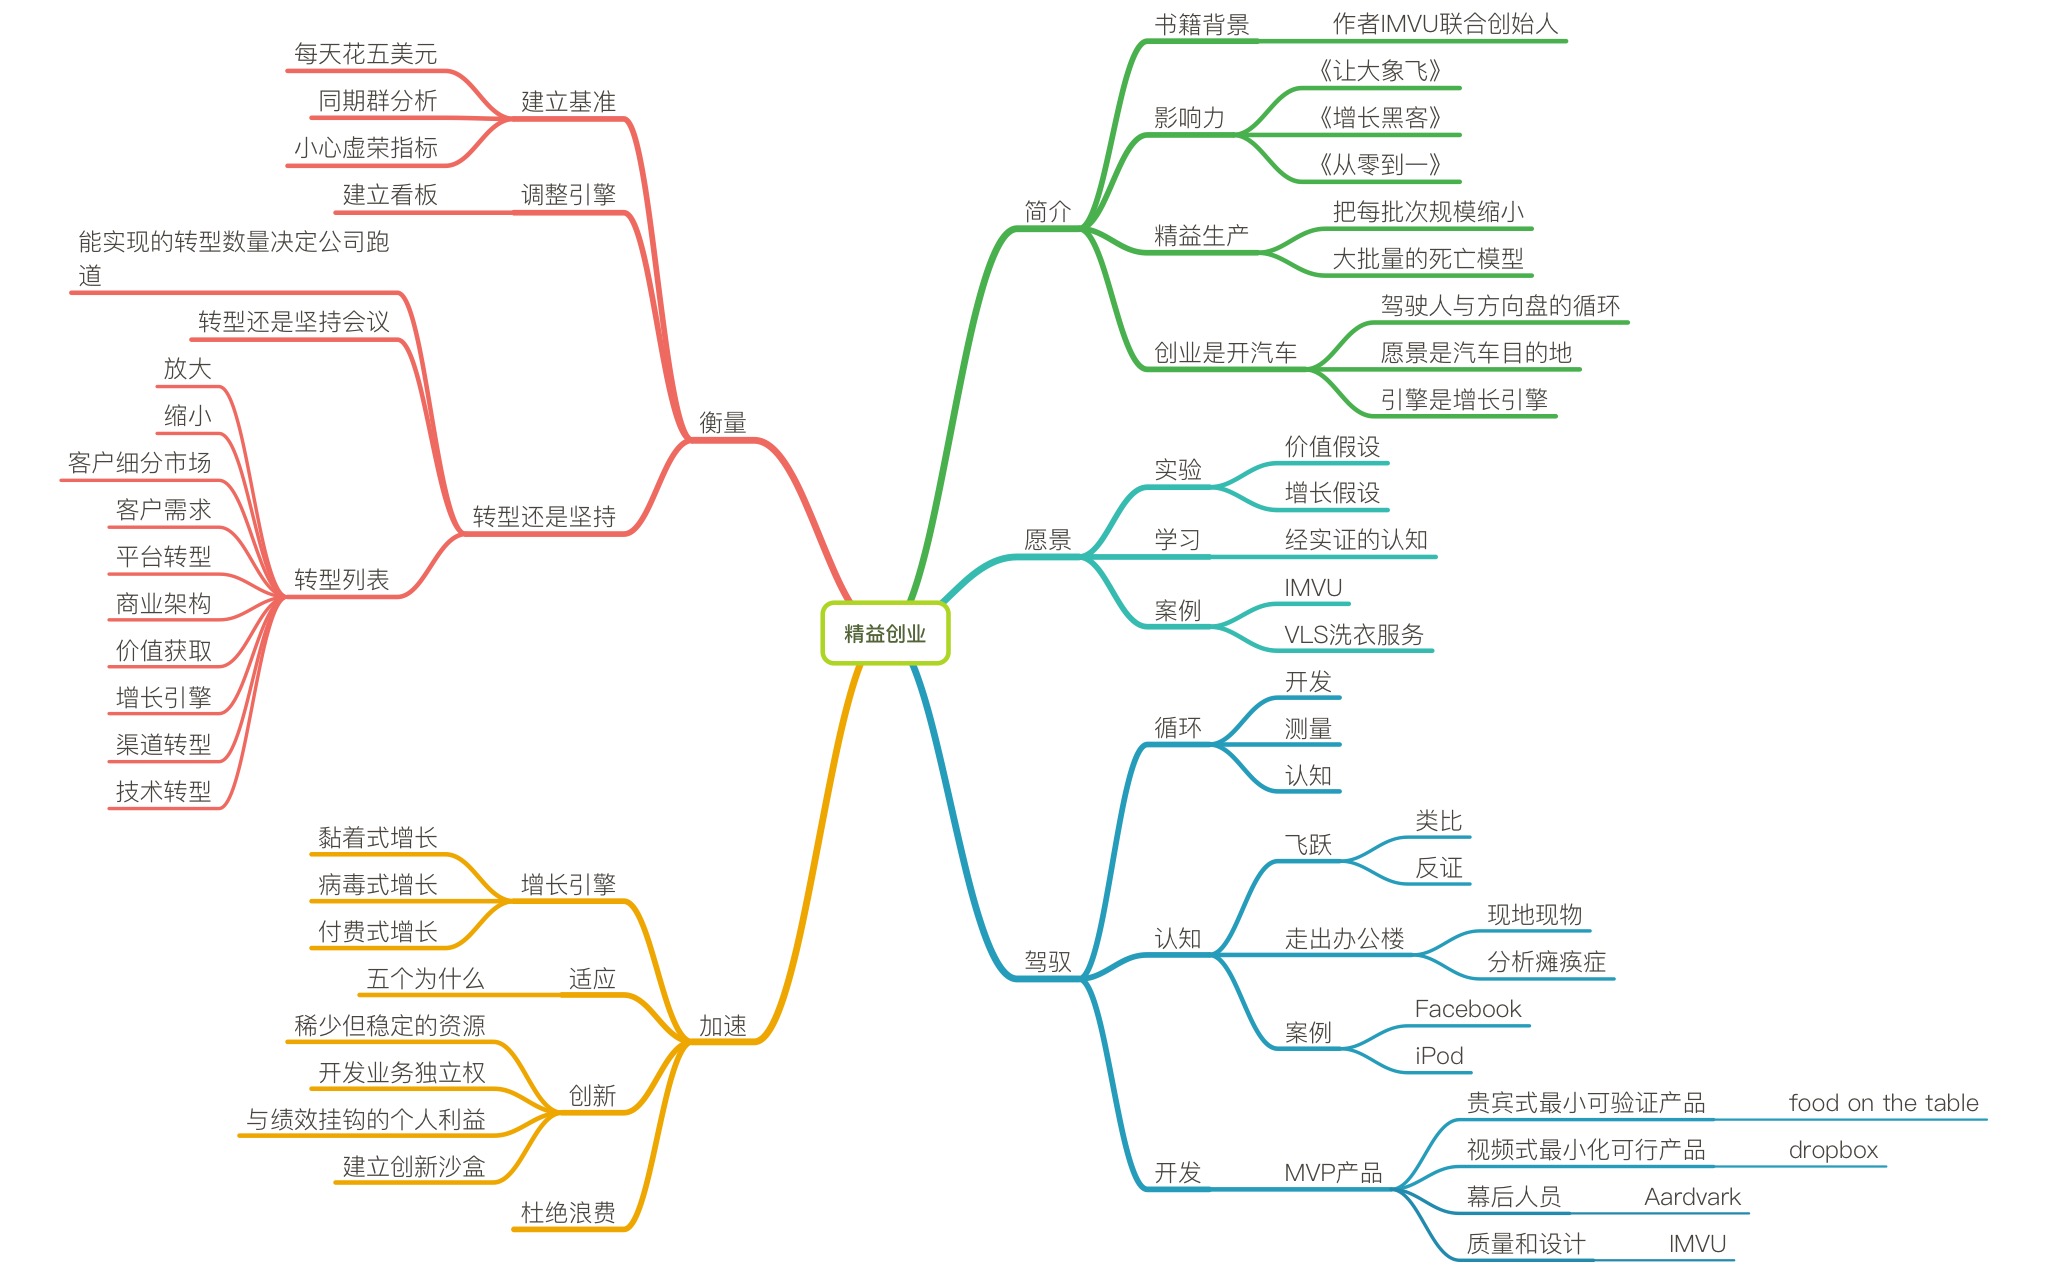 精益创业
简介
书籍背景
作者IMVU联合创始人
影响力
《让大象飞》
《增长黑客》
《从零到一》
精益生产
把每批次规模缩小
大批量的死亡模型
创业是开汽车
驾驶人与方向盘的循环
愿景是汽车目的地
引擎是增长引擎
愿景
实验
价值假设
增长假设
学习
经实证的认知
案例
IMVU
VLS洗衣服务
驾驭
循环
开发
测量
认知
认知
飞跃
类比
反证
走出办公楼
现地现物
分析瘫痪症
案例
Facebook
iPod
开发
MVP产品
贵宾式最小可验证产品
food on the table
视频式最小化可行产品
dropbox
幕后人员
Aardvark
质量和设计
IMVU
衡量
建立基准
每天花五美元
同期群分析
小心虚荣指标
调整引擎
建立看板
转型还是坚持
能实现的转型数量决定公司跑
道
转型还是坚持会议
转型列表
放大
缩小
客户细分市场
客户需求
平台转型
商业架构
价值获取
增长引擎
渠道转型
技术转型
加速
增长引擎
黏着式增长
病毒式增长
付费式增长
适应
五个为什么
创新
稀少但稳定的资源
开发业务独立权
与绩效挂钩的个人利益
建立创新沙盒
杜绝浪费